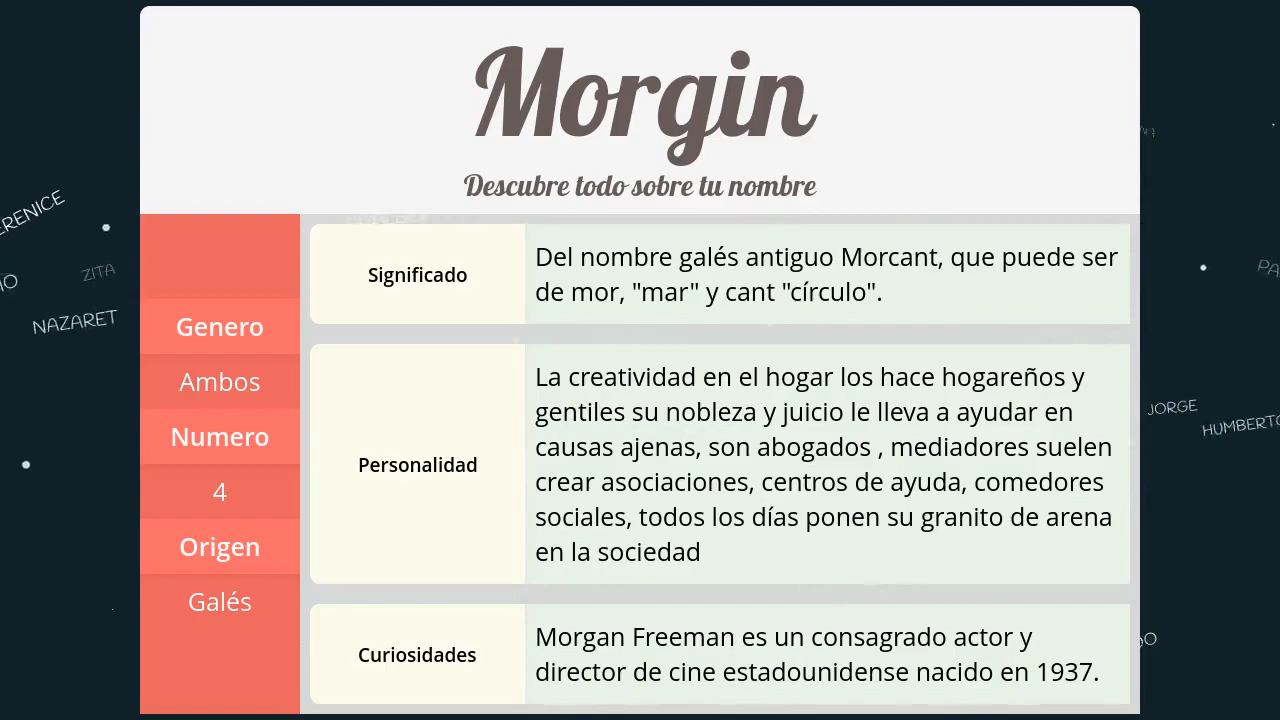 Morgin
Descubre todo sobre tu nombre
Genero
Ambos
Numero
4
Origen
Galés
Significado
Del nombre galés antiguo Morcant, que puede ser
de mor, "mar" y cant "círculo".
Personalidad
La creatividad en el hogar los hace hogareños y
gentiles su nobleza y juicio le lleva a ayudar en
causas ajenas, son abogados , mediadores suelen
crear asociaciones, centros de ayuda, comedores
sociales, todos los días ponen su granito de arena
en la sociedad
Curiosidades
Morgan Freeman es un consagrado actor y
director de cine estadounidense nacido en 1937.
ERENICE
ZITA
NAZARET
JORGE
HUMBERTO